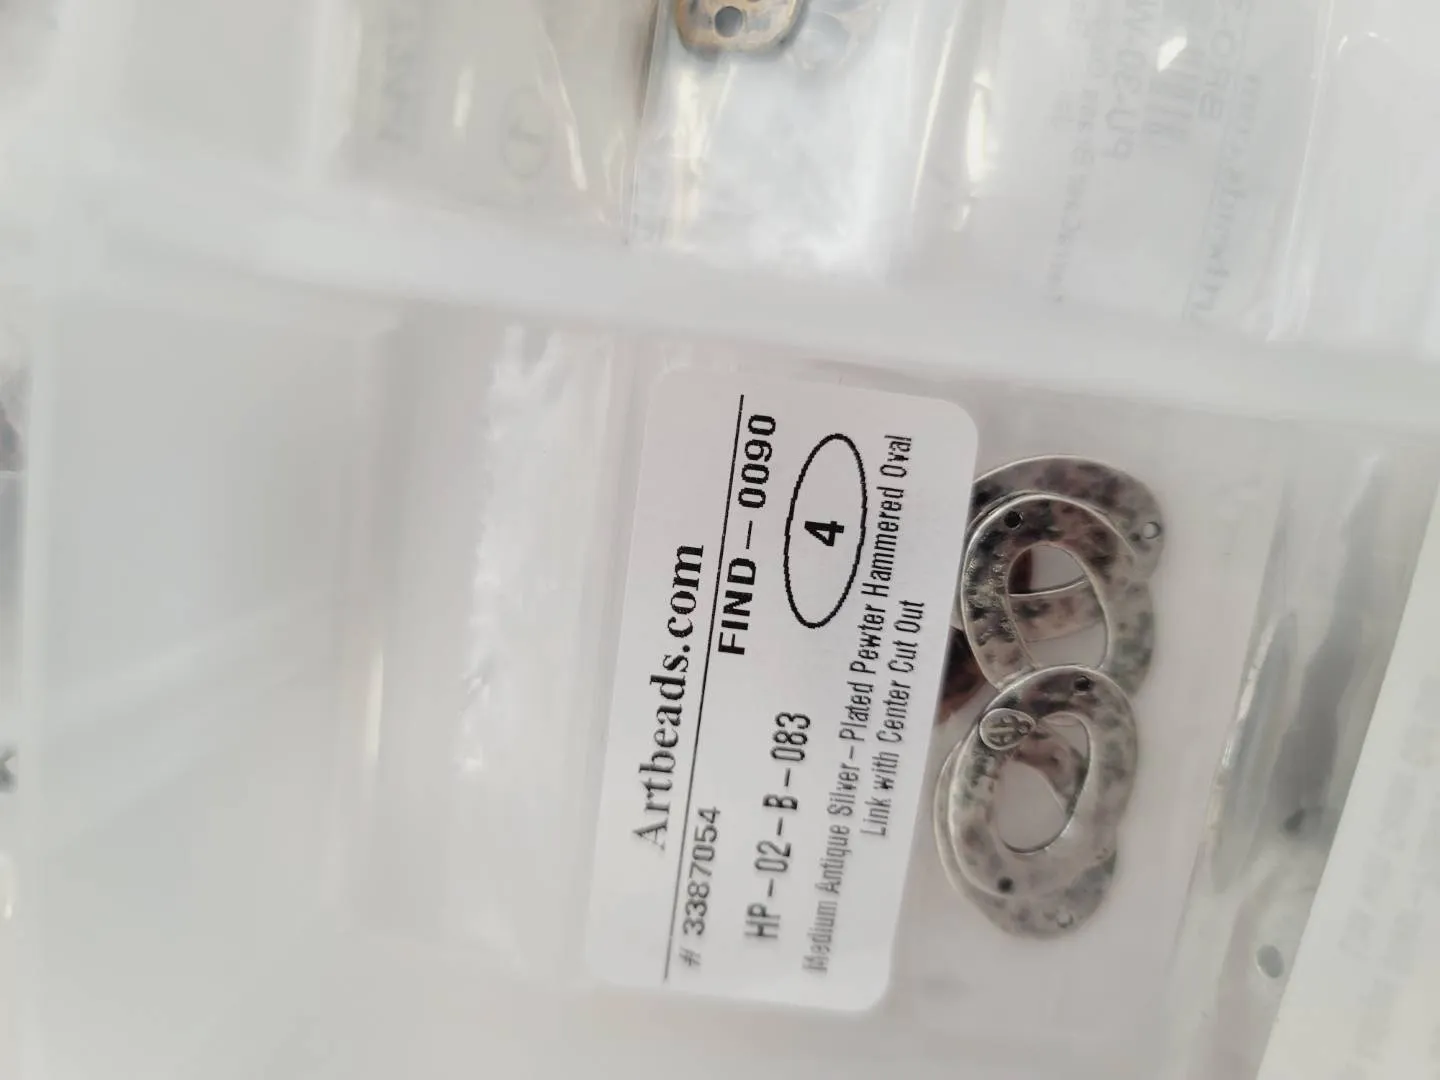 Artbeads.com
# 3387054 FIND-0090
HP-02-B-083 4
Medium Antique Silver-Plated Pewter Hammered Oval
Link with Center Cut Out